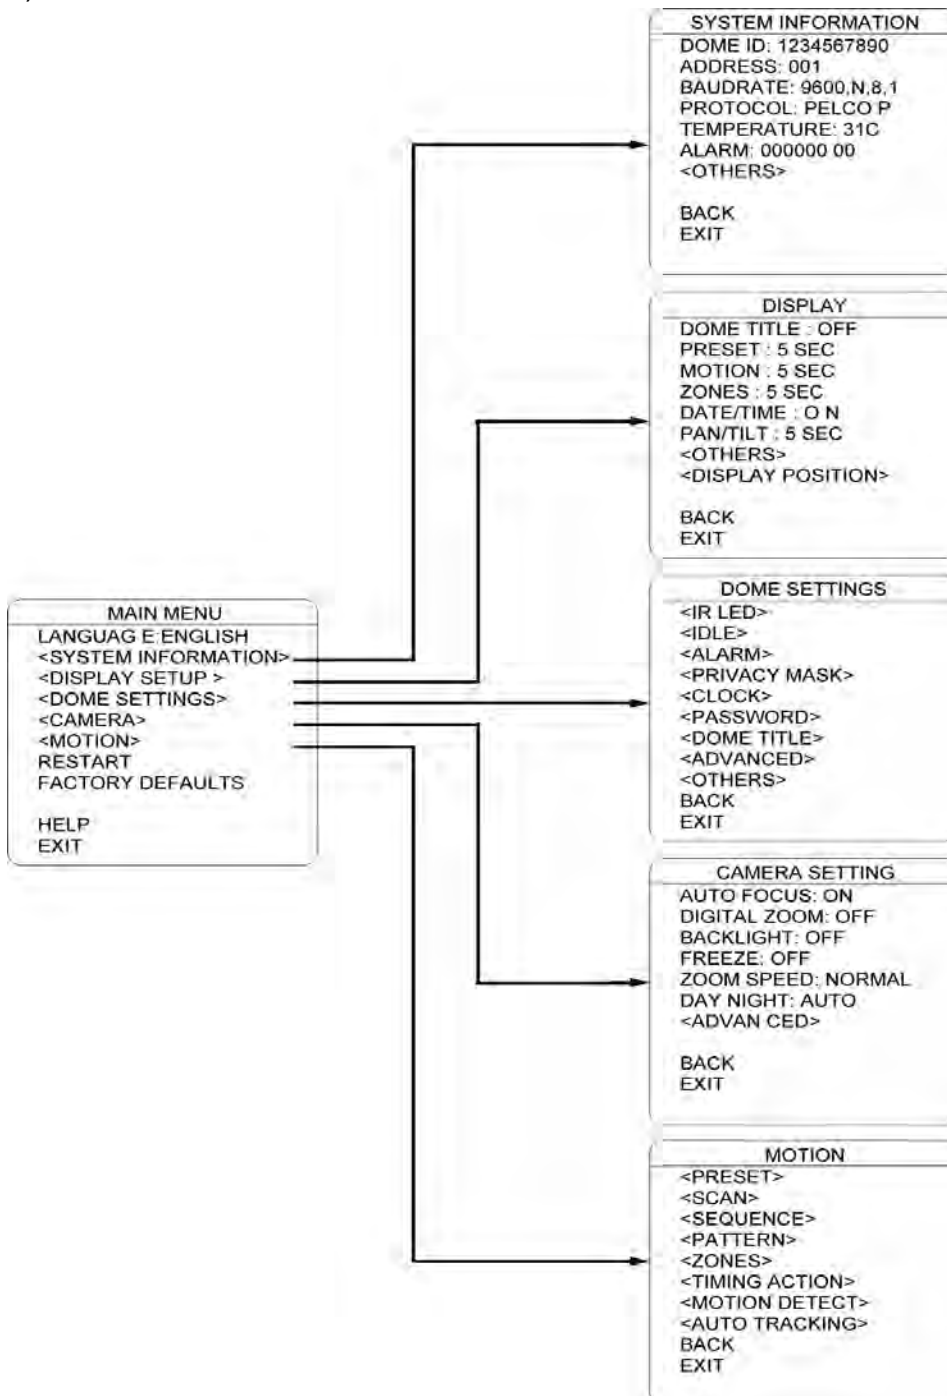 SYSTEM INFORMATION
DOME ID: 1234567890
ADDRESS: 001
BAUDRATE: 9600,N,8,1
PROTOCOL: PELCO P
TEMPERATURE: 31C
ALARM: 000000 00
<OTHERS>
BACK
EXIT
DISPLAY
DOME TITLE : OFF
PRESET : 5 SEC
MOTION : 5 SEC
ZONES : 5 SEC
DATE/TIME : O N
PAN/TILT : 5 SEC
<OTHERS>
<DISPLAY POSITION>
BACK
EXIT
MAIN MENU
LANGUAG E:ENGLISH
<SYSTEM INFORMATION>
<DISPLAY SETUP >
<DOME SETTINGS>
<CAMERA>
<MOTION>
RESTART
FACTORY DEFAULTS
HELP
EXIT
DOME SETTINGS
<IR LED>
<IDLE>
<ALARM>
<PRIVACY MASK>
<CLOCK>
<PASSWORD>
<DOME TITLE>
<ADVANCED>
<OTHERS>
BACK
EXIT
CAMERA SETTING
AUTO FOCUS: ON
DIGITAL ZOOM: OFF
BACKLIGHT: OFF
FREEZE: OFF
ZOOM SPEED: NORMAL
DAY NIGHT: AUTO
<ADVAN CED>
BACK
EXIT
MOTION
<PRESET>
<SCAN>
<SEQUENCE>
<PATTERN>
<ZONES>
<TIMING ACTION>
<MOTION DETECT>
<AUTO TRACKING>
BACK
EXIT